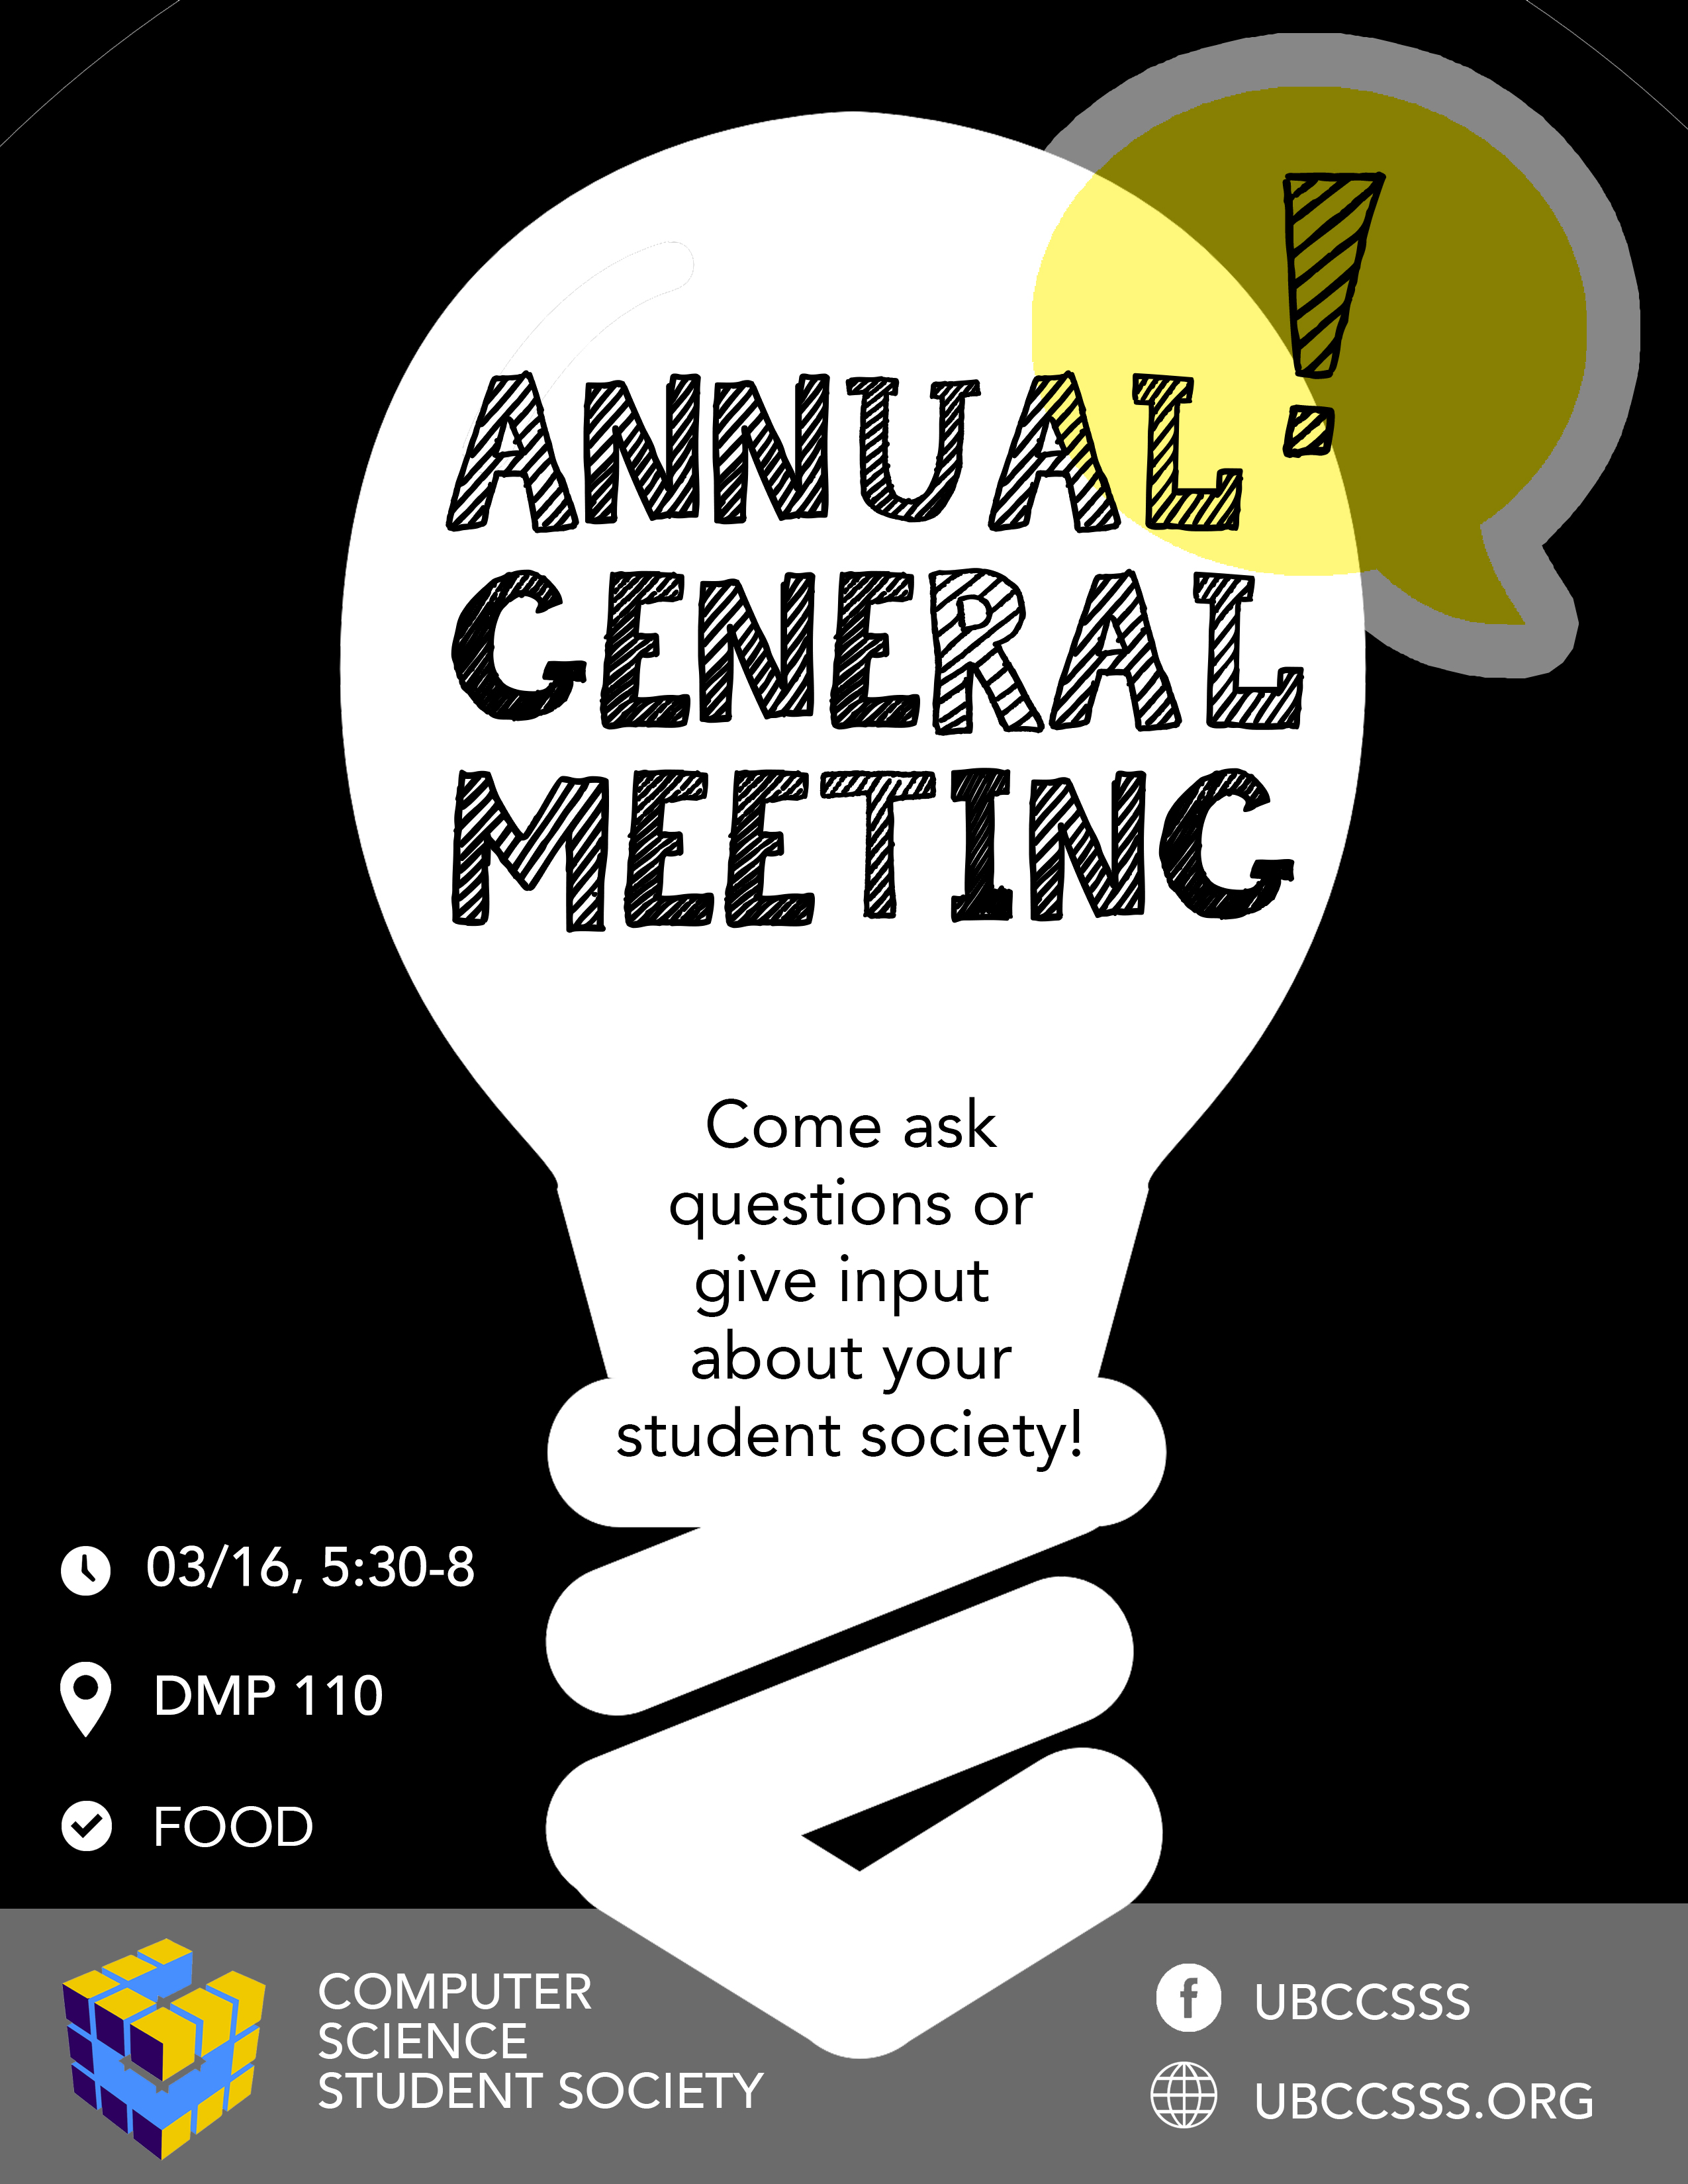 !
ANNUAL
GENERAL
MEETING
Come ask
questions or
give input
about your
student society!
03/16, 5:30-8
DMP 110
FOOD
COMPUTER
SCIENCE
STUDENT SOCIETY
f UBCCSSS
UBCCSSS.ORG